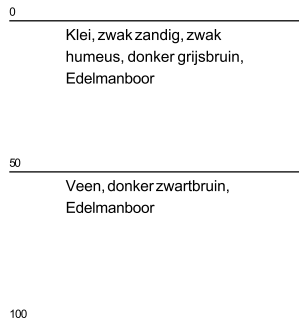 0
Klei, zwak zandig, zwak
humeus, donker grijsbruin,
Edelmanboor
50
Veen, donker zwartbruin,
Edelmanboor
100